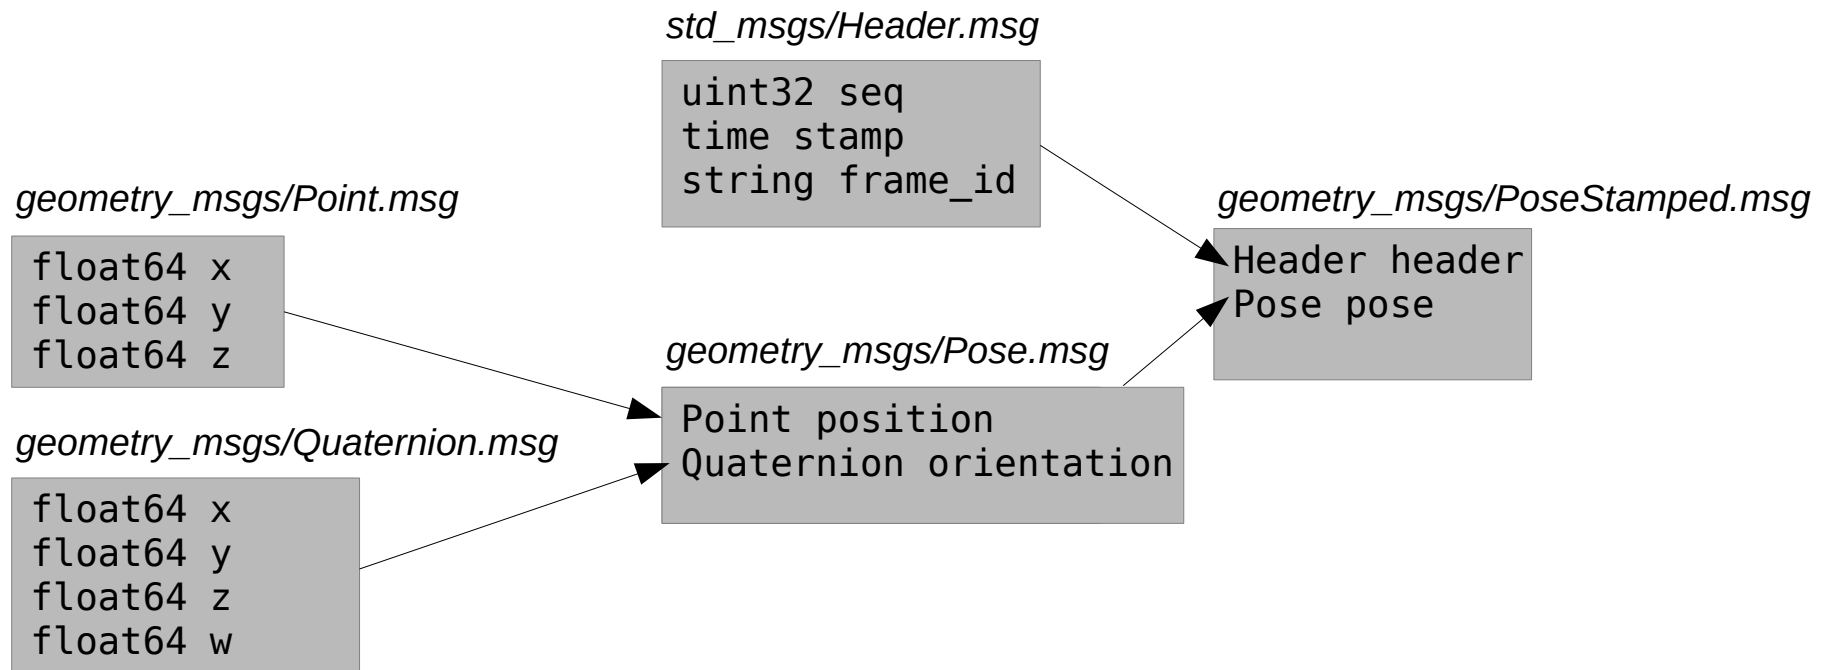 std_msgs/Header.msg
uint32 seq
time stamp
string frame_id
geometry_msgs/Point.msg
float64 x
float64 y
float64 z
geometry_msgs/PoseStamped.msg
Header header
Pose pose
geometry_msgs/Pose.msg
Point position
Quaternion orientation
geometry_msgs/Quaternion.msg
float64 x
float64 y
float64 z
float64 w